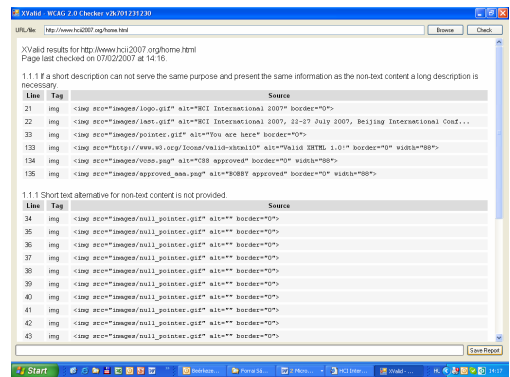 XValid - WCAG 2.0 Checker v2k701231230
URL/file: http://www.hcii2007.org/home.html Browse Check
XValid results for http://www.hcii2007.org/home.html
Page last checked on 07/02/2007 at 14:16.
1.1.1 If a short description can not serve the same purpose and present the same information as the non-text content a long description is
necessary.
Line Tag Source
21 img <img src="images/logo.gif" alt="HCI International 2007" border="0">
22 img <img src="images/last.gif" alt="HCI International 2007, 22-27 July 2007, Beijing International Conf...
33 img <img src="images/pointer.gif" alt="You are here" border="0">
133 img <img src="http://www.w3.org/Icons/valid-xhtml10" alt="Valid XHTML 1.0!" border="0" width="88">
134 img <img src="images/vcss.png" alt="CSS approved" border="0" width="88">
135 img <img src="images/approved_aaa.png" alt="BOBBY approved" border="0" width="88">
1.1.1 Short text alternative for non-text content is not provided.
Line Tag Source
34 img <img src="images/null_pointer.gif" alt="" border="0">
35 img <img src="images/null_pointer.gif" alt="" border="0">
36 img <img src="images/null_pointer.gif" alt="" border="0">
37 img <img src="images/null_pointer.gif" alt="" border="0">
38 img <img src="images/null_pointer.gif" alt="" border="0">
39 img <img src="images/null_pointer.gif" alt="" border="0">
40 img <img src="images/null_pointer.gif" alt="" border="0">
41 img <img src="images/null_pointer.gif" alt="" border="0">
42 img <img src="images/null_pointer.gif" alt="" border="0">
43 img <img src="images/null_pointer.gif" alt="" border="0">
Save Report
Start Beérkeze... Forrai Sá... 2 Micro... HCI Inter... XValid - ... HU 14:17